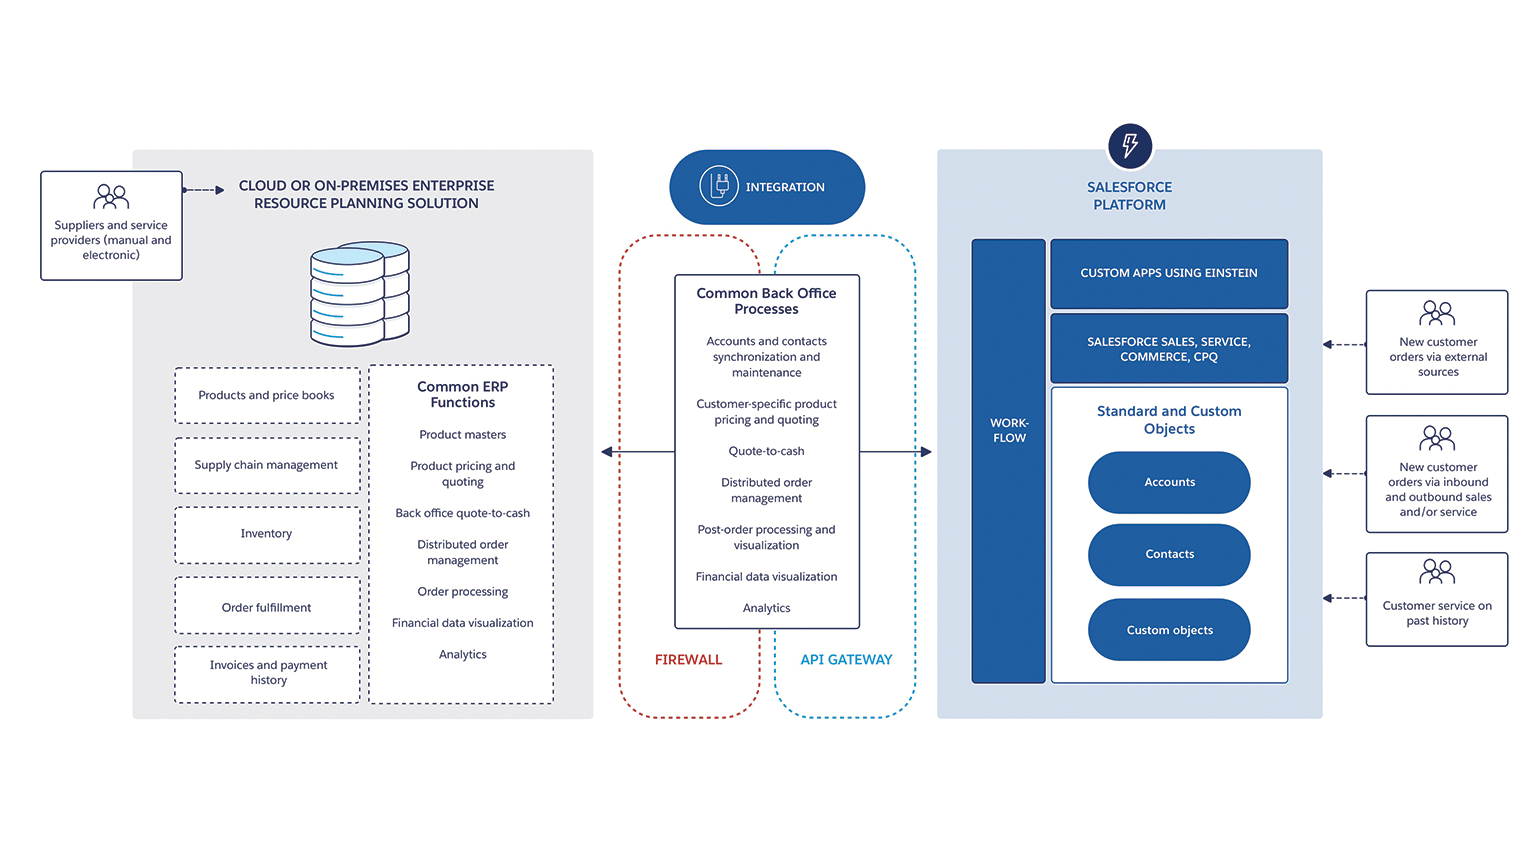 Suppliers and service
providers (manual and
electronic)
CLOUD OR ON-PREMISES ENTERPRISE
RESOURCE PLANNING SOLUTION
Products and price books
Supply chain management
Inventory
Order fulfillment
Invoices and payment
history
Common ERP
Functions
Product masters
Product pricing and
quoting
Back office quote-to-cash
Distributed order
management
Order processing
Financial data visualization
Analytics
INTEGRATION
Common Back Office
Processes
Accounts and contacts
synchronization and
maintenance
Customer-specific product
pricing and quoting
Quote-to-cash
Distributed order
management
Post-order processing and
visualization
Financial data visualization
Analytics
FIREWALL
API GATEWAY
SALESFORCE
PLATFORM
WORK-
FLOW
CUSTOM APPS USING EINSTEIN
SALESFORCE SALES, SERVICE,
COMMERCE, CPQ
Standard and Custom
Objects
Accounts
Contacts
Custom objects
New customer
orders via external
sources
New customer
orders via inbound
and outbound sales
and/or service
Customer service on
past history